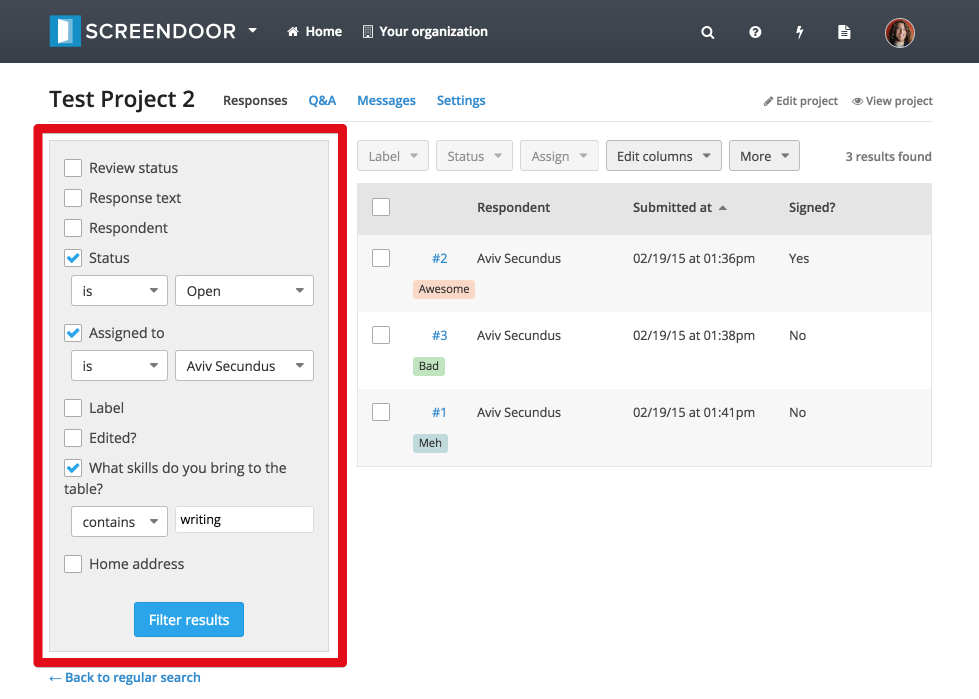 SCREENDOOR Home Your organization
Test Project 2 Responses Q&A Messages Settings Edit project View project
Review status
Response text
Respondent
Status
is Open
Assigned to
is Aviv Secundus
Label
Edited?
What skills do you bring to the
table?
contains writing
Home address
Filter results
← Back to regular search
Label Status Assign Edit columns More 3 results found
Respondent Submitted at Signed?
#2 Aviv Secundus 02/19/15 at 01:36pm Yes
Awesome
#3 Aviv Secundus 02/19/15 at 01:38pm No
Bad
#1 Aviv Secundus 02/19/15 at 01:41pm No
Meh